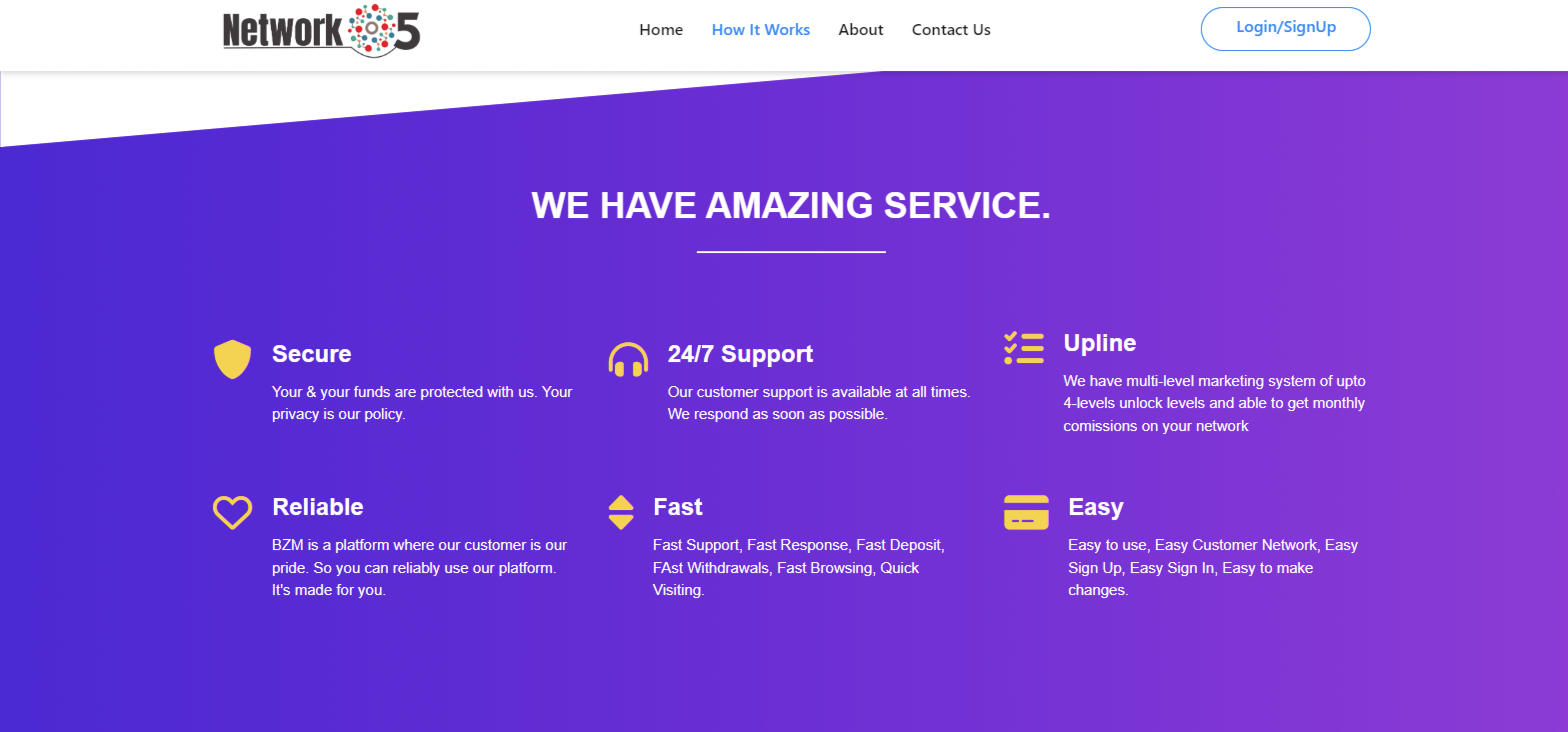 Network 5
Home How It Works About Contact Us
Login/SignUp
WE HAVE AMAZING SERVICE.
Secure
Your & your funds are protected with us. Your
privacy is our policy.
24/7 Support
Our customer support is available at all times.
We respond as soon as possible.
Upline
We have multi-level marketing system of upto
4-levels unlock levels and able to get monthly
comissions on your network
Reliable
BZM is a platform where our customer is our
pride. So you can reliably use our platform.
It's made for you.
Fast
Fast Support, Fast Response, Fast Deposit,
FAst Withdrawals, Fast Browsing, Quick
Visiting.
Easy
Easy to use, Easy Customer Network, Easy
Sign Up, Easy Sign In, Easy to make
changes.